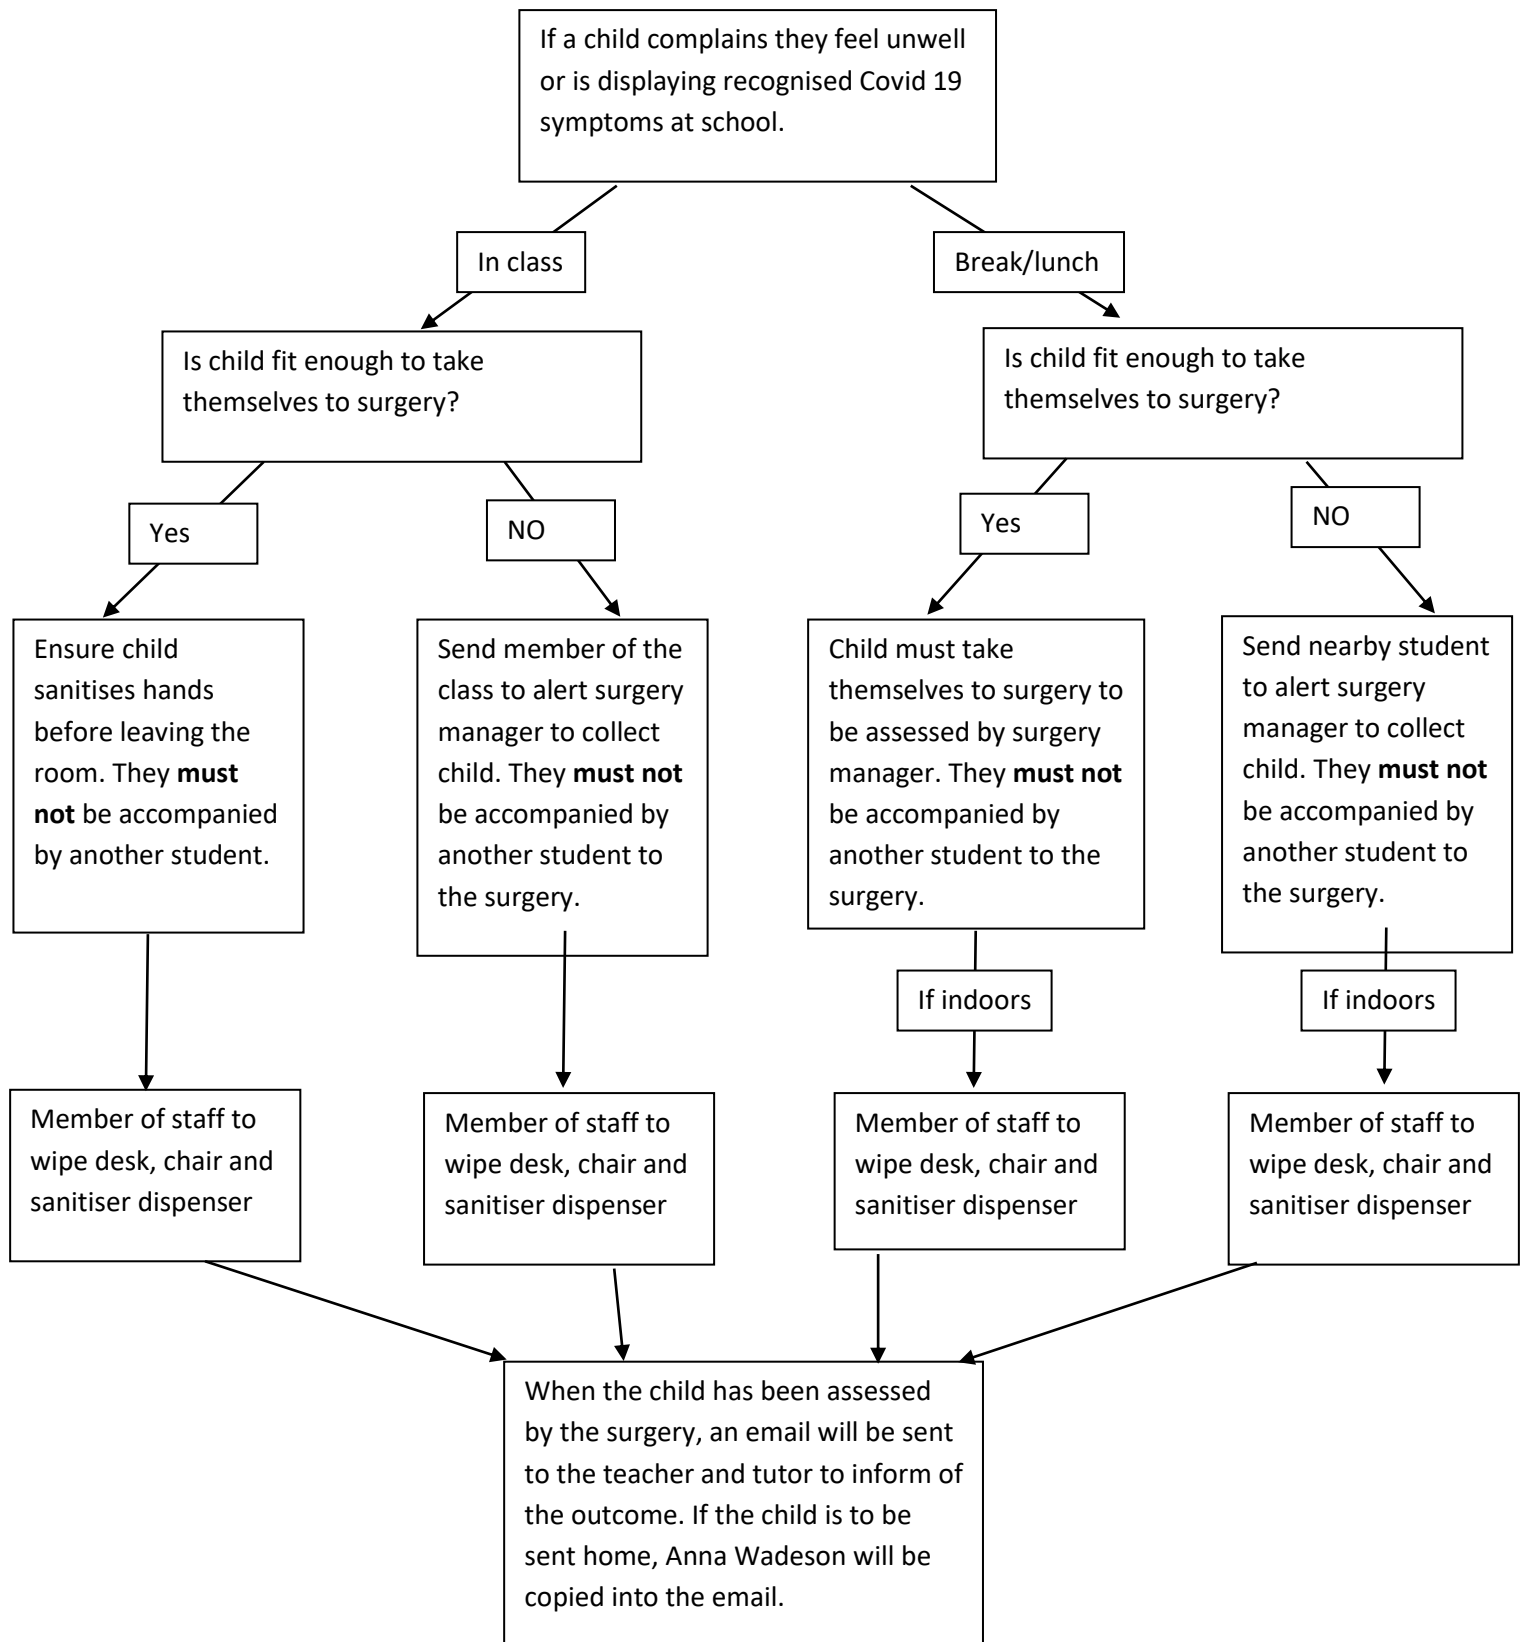 If a child complains they feel unwell
or is displaying recognised Covid 19
symptoms at school.
In class
Break/lunch
Is child fit enough to take
themselves to surgery?
Is child fit enough to take
themselves to surgery?
Yes
NO
Yes
NO
Ensure child
sanitises hands
before leaving the
room. They must
not be accompanied
by another student.
Send member of the
class to alert surgery
manager to collect
child. They must not
be accompanied by
another student to
the surgery.
Child must take
themselves to surgery to
be assessed by surgery
manager. They must not
be accompanied by
another student to the
surgery.
Send nearby student
to alert surgery
manager to collect
child. They must not
be accompanied by
another student to
the surgery.
If indoors
If indoors
Member of staff to
wipe desk, chair and
sanitiser dispenser
Member of staff to
wipe desk, chair and
sanitiser dispenser
Member of staff to
wipe desk, chair and
sanitiser dispenser
Member of staff to
wipe desk, chair and
sanitiser dispenser
When the child has been assessed
by the surgery, an email will be sent
to the teacher and tutor to inform of
the outcome. If the child is to be
sent home, Anna Wadeson will be
copied into the email.